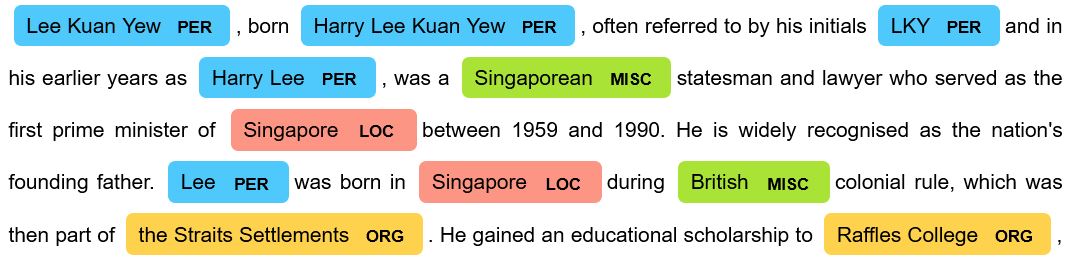 Lee Kuan Yew PER , born Harry Lee Kuan Yew PER , often referred to by his initials LKY PER and in
his earlier years as Harry Lee PER , was a Singaporean MISC statesman and lawyer who served as the
first prime minister of Singapore LOC between 1959 and 1990. He is widely recognised as the nation's
founding father. Lee PER was born in Singapore LOC during British MISC colonial rule, which was
then part of the Straits Settlements ORG . He gained an educational scholarship to Raffles College ORG ,